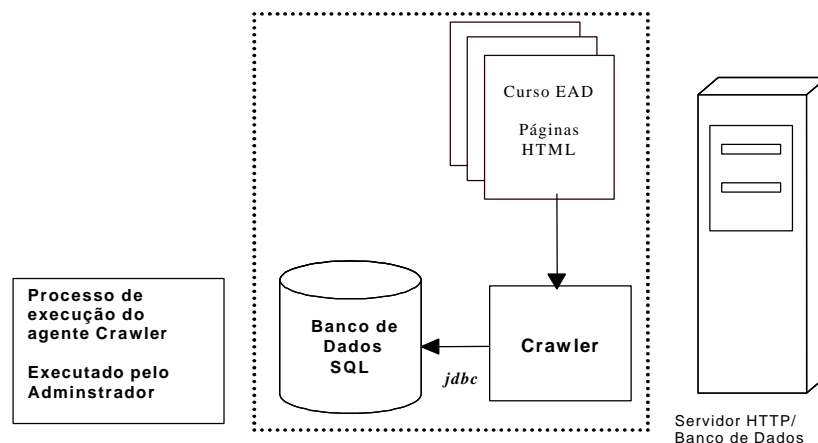 Curso EAD
Páginas
HTML
Processo de
execução do
agente Crawler
Executado pelo
Adminstrador
Banco de
Dados
SQL
jdbc
Crawler
Servidor HTTP/
Banco de Dados